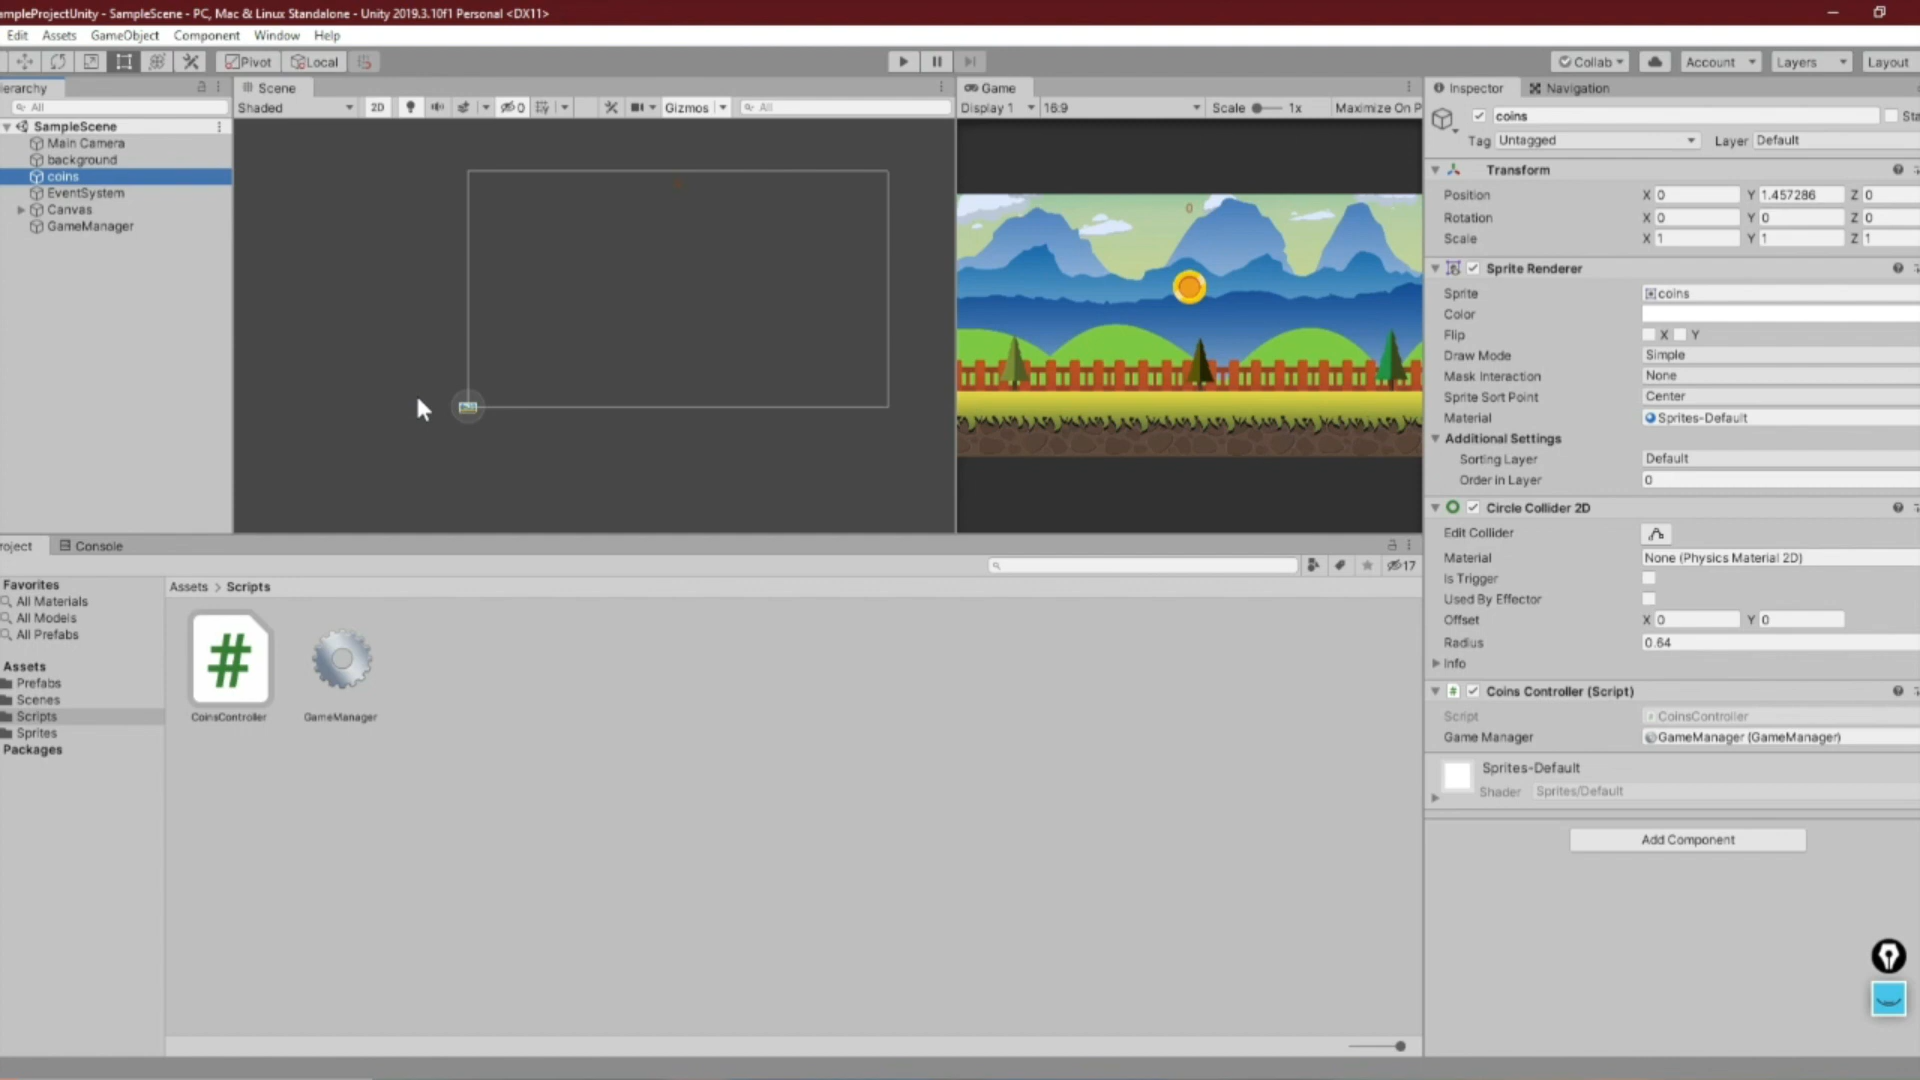 ampleProjectUnity - SampleScene - PC, Mac & Linux Standalone - Unity 2019.3.10f1 Personal <DX11>
Edit Assets GameObject Component Window Help
Pivot Local Collab Account Layers Layout
ierarchy
All
SampleScene
Main Camera
background
coins
EventSystem
Canvas
GameManager
Scene
Shaded 2D 0 Gizmos All
Game
Display 1 16:9 Scale 1x Maximize On P
0
Inspector Navigation
coins Sta
Tag Untagged Layer Default
Transform
Position X 0 Y 1.457286 Z 0
Rotation X 0 Y 0 Z 0
Scale X 1 Y 1 Z 1
Sprite Renderer
Sprite coins
Color
Flip X Y
Draw Mode Simple
Mask Interaction None
Sprite Sort Point Center
Material Sprites-Default
Additional Settings
Sorting Layer Default
Order in Layer 0
Circle Collider 2D
Edit Collider
Material None (Physics Material 2D)
Is Trigger
Used By Effector
Offset X 0 Y 0
Radius 0.64
Info
# Coins Controller (Script)
Script CoinsController
Game Manager GameManager (GameManager)
Sprites-Default
Shader Sprites/Default
Add Component
roject Console
17
Favorites
All Materials
All Models
All Prefabs
Assets
Prefabs
Scenes
Scripts
Sprites
Packages
Assets > Scripts
#
CoinsController GameManager